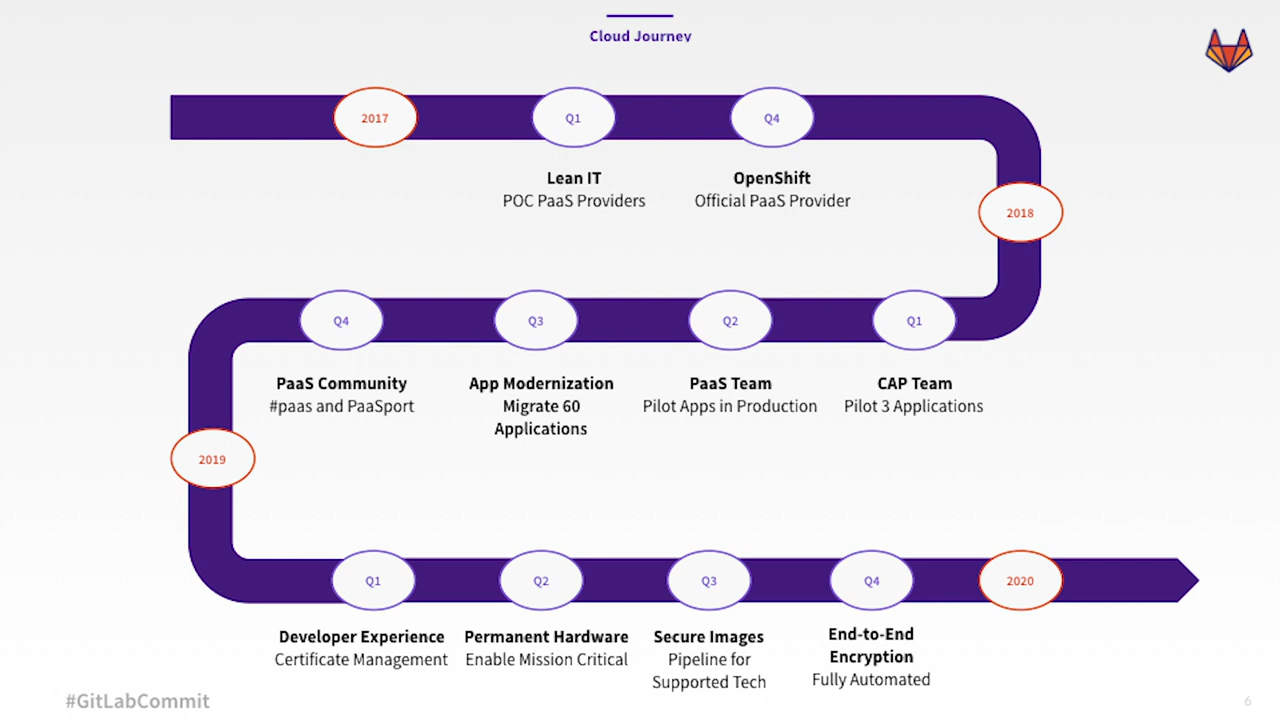 Cloud Journey
2017
Q1
Q4
Lean IT
POC PaaS Providers
OpenShift
Official PaaS Provider
2018
Q4
Q3
Q2
Q1
PaaS Community
#paas and PaaSport
App Modernization
Migrate 60
Applications
PaaS Team
Pilot Apps in Production
CAP Team
Pilot 3 Applications
2019
Q1
Q2
Q3
Q4
2020
Developer Experience
Certificate Management
Permanent Hardware
Enable Mission Critical
Secure Images
Pipeline for
Supported Tech
End-to-End
Encryption
Fully Automated
#GitLabCommit
6